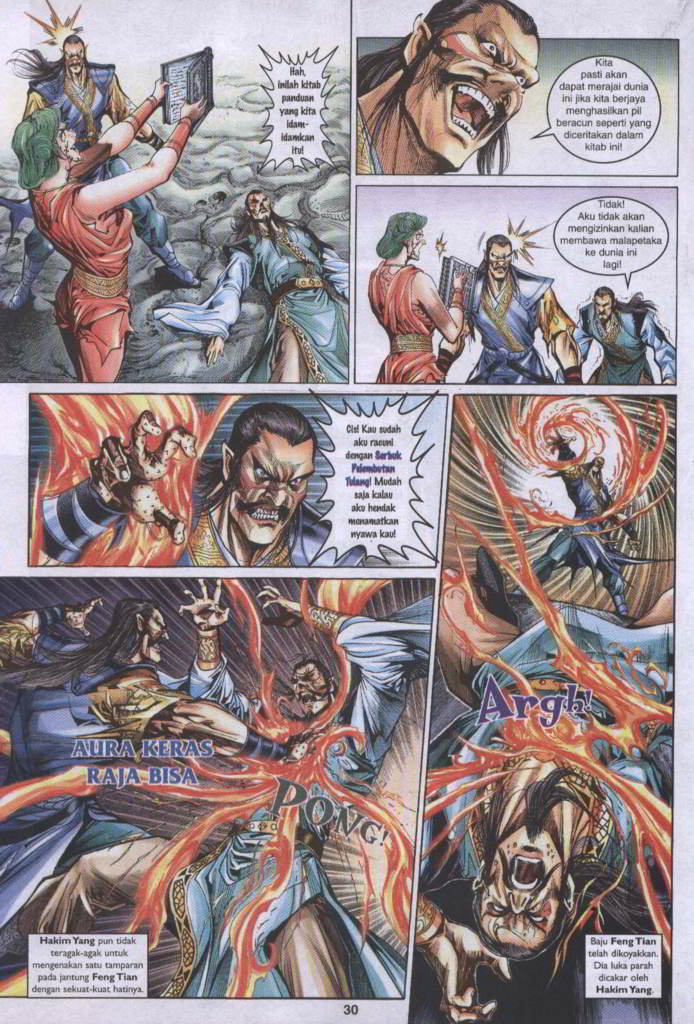 Hah,
inilah kitab
panduan
yang kita
idam-
idamkan
itu!
Kita
pasti akan
dapat merajai dunia
ini jika kita berjaya
menghasilkan pil
beracun seperti yang
diceritakan dalam
kitab ini!
Tidak!
Aku tidak akan
mengizinkan kalian
membawa malapetaka
ke dunia ini
lagi!
Cis! Kau sudah
aku racuni
dengan Serbuk
Pelembutan
Tulang! Mudah
saja kalau
aku hendak
menamatkan
nyawa kau!
Argh!
AURA KERAS
RAJA BISA
PONG!
Hakim Yang pun tidak
teragak-agak untuk
mengenakan satu tamparan
pada jantung Feng Tian
dengan sekuat-kuat hatinya.
Baju Feng Tian
telah dikoyakkan.
Dia luka parah
dicakar oleh
Hakim Yang.
30